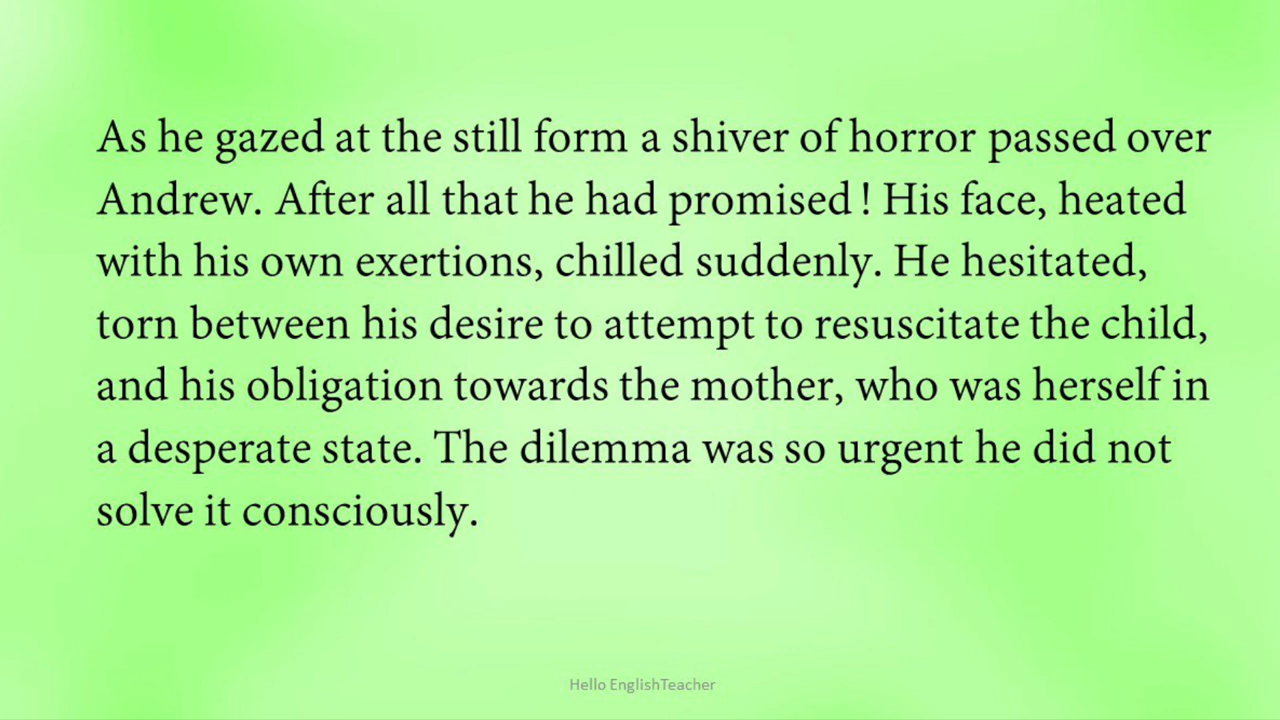 As he gazed at the still form a shiver of horror passed over
Andrew. After all that he had promised! His face, heated
with his own exertions, chilled suddenly. He hesitated,
torn between his desire to attempt to resuscitate the child,
and his obligation towards the mother, who was herself in
a desperate state. The dilemma was so urgent he did not
solve it consciously.
Hello EnglishTeacher